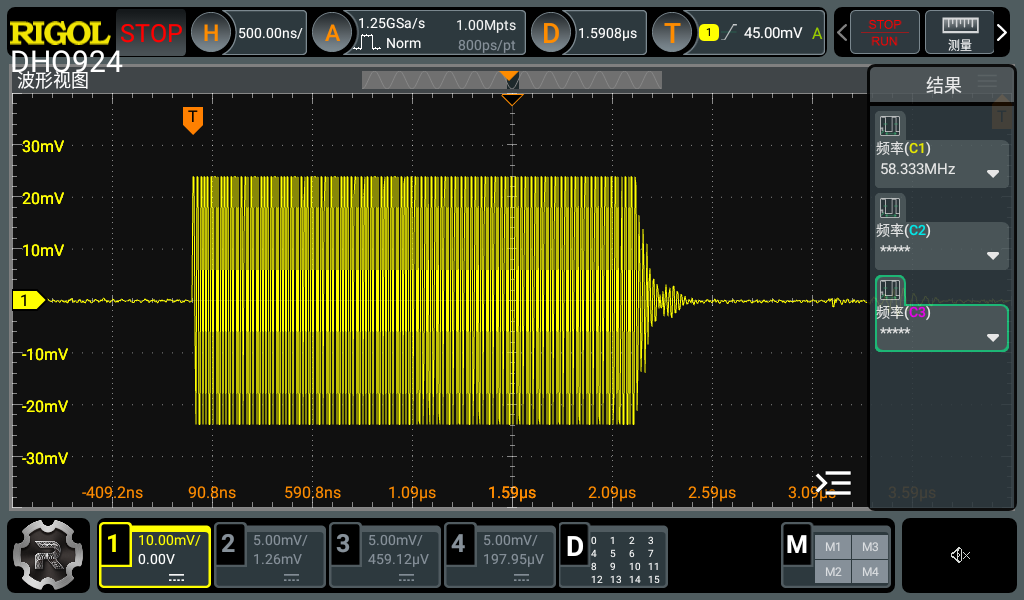 RIGOL STOP H 500.00ns/ A 1.25GSa/s 1.00Mpts D 1.5908µs T 1 45.00mV A STOP
Norm 800ps/pt RUN 测量
DHO924
波形视图 结果
T T
30mV 频率(C1)
58.333MHz
20mV
频率(C2)
10mV *****
1
频率(C3)
*****
-10mV
-20mV
-30mV
-409.2ns 90.8ns 590.8ns 1.09µs 1.59µs 2.09µs 2.59µs 3.09µs 3.59µs
R 1 10.00mV/ 2 5.00mV/ 3 5.00mV/ 4 5.00mV/ D 0 1 2 3 M M1 M3
0.00V 1.26mV 459.12µV 197.95µV 4 5 6 7
8 9 10 11 M2 M4
12 13 14 15